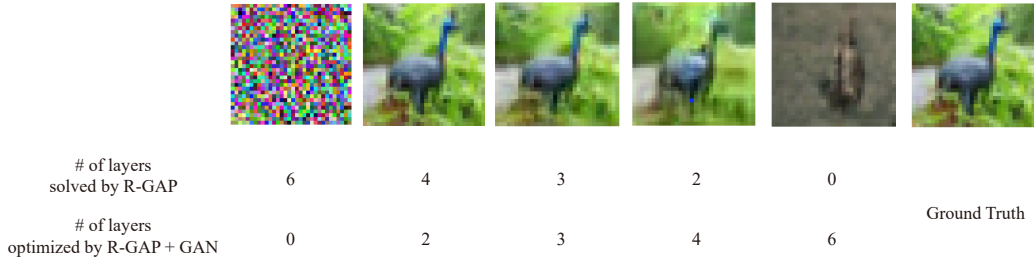 # of layers
solved by R-GAP
6
4
3
2
0
# of layers
optimized by R-GAP + GAN
0
2
3
4
6
Ground Truth